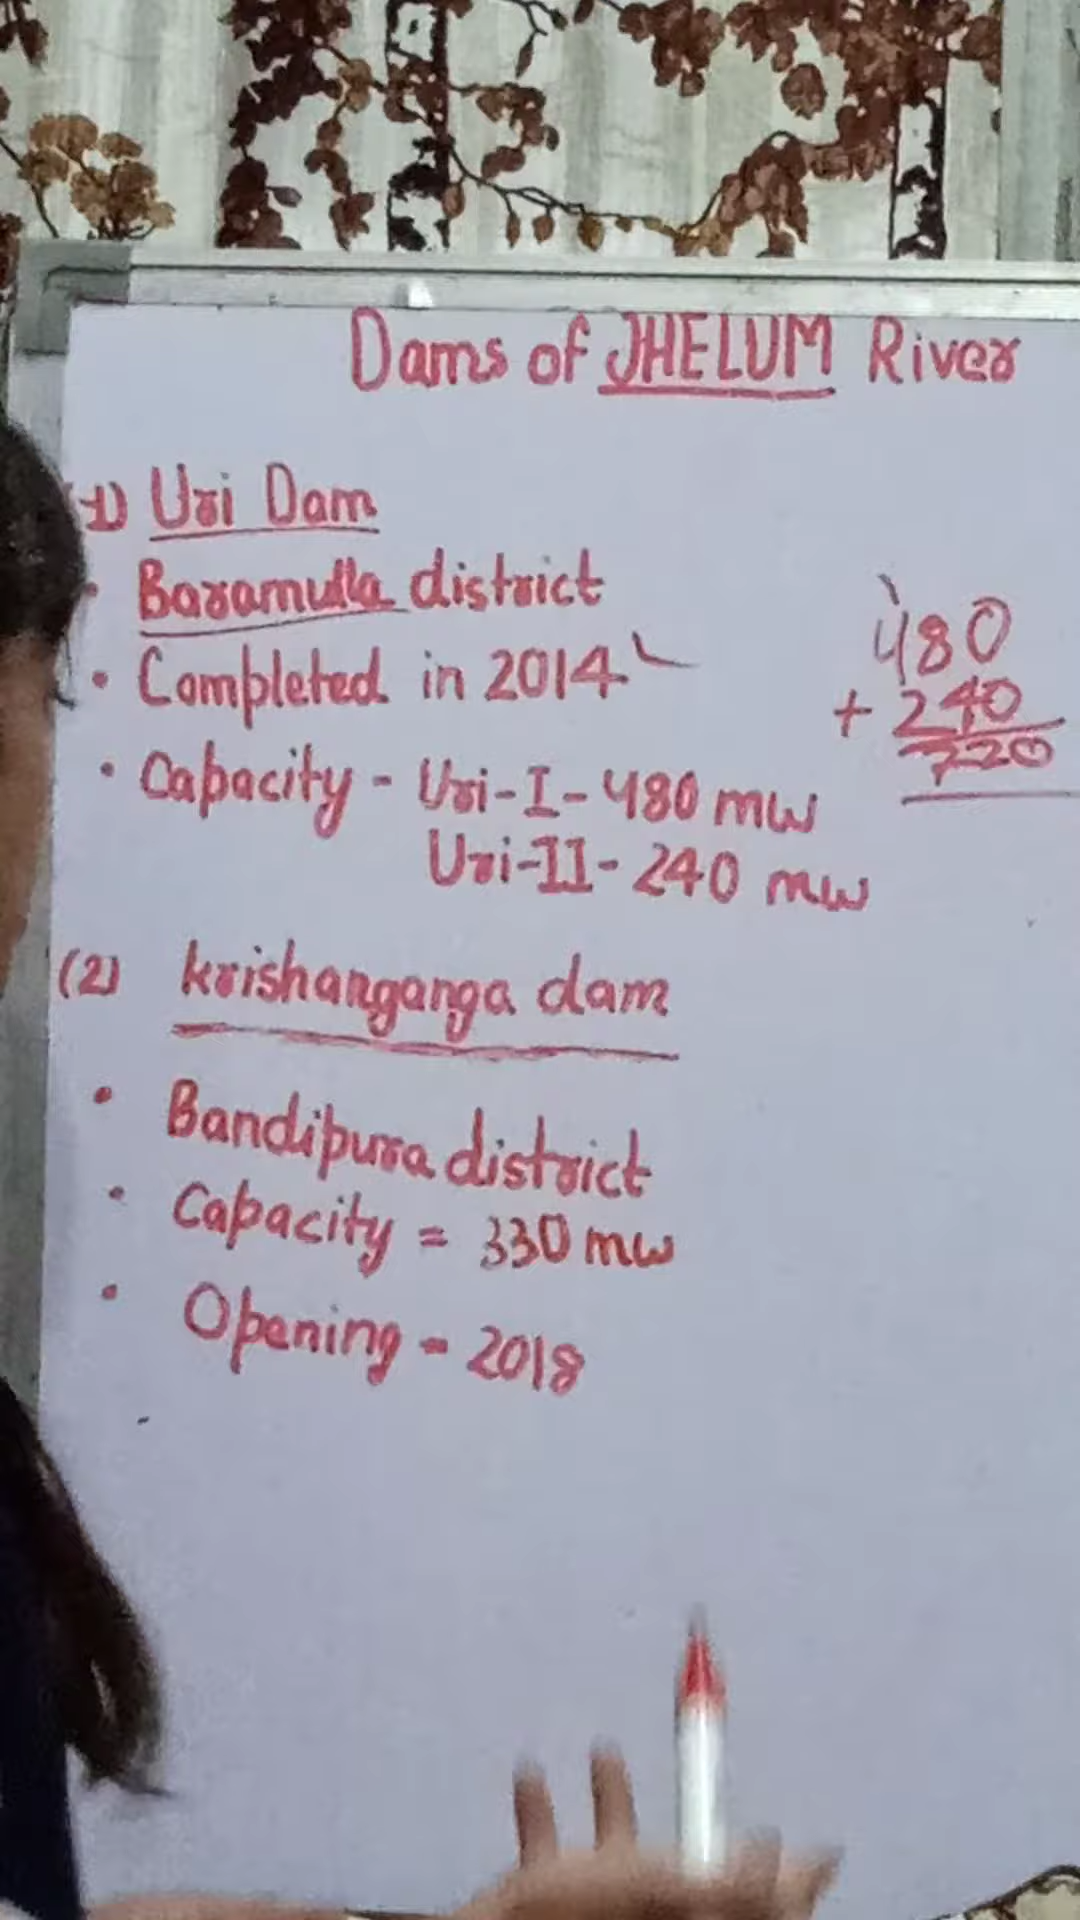 Dams of JHELUM River
(1) Uri Dam
• Baramulla district
• Completed in 2014
• Capacity - Uri-I - 480 mw
Uri-II - 240 mw
480
+ 240
720
(2) krishanganga dam
• Bandipura district
• Capacity = 330 mw
• Opening - 2018